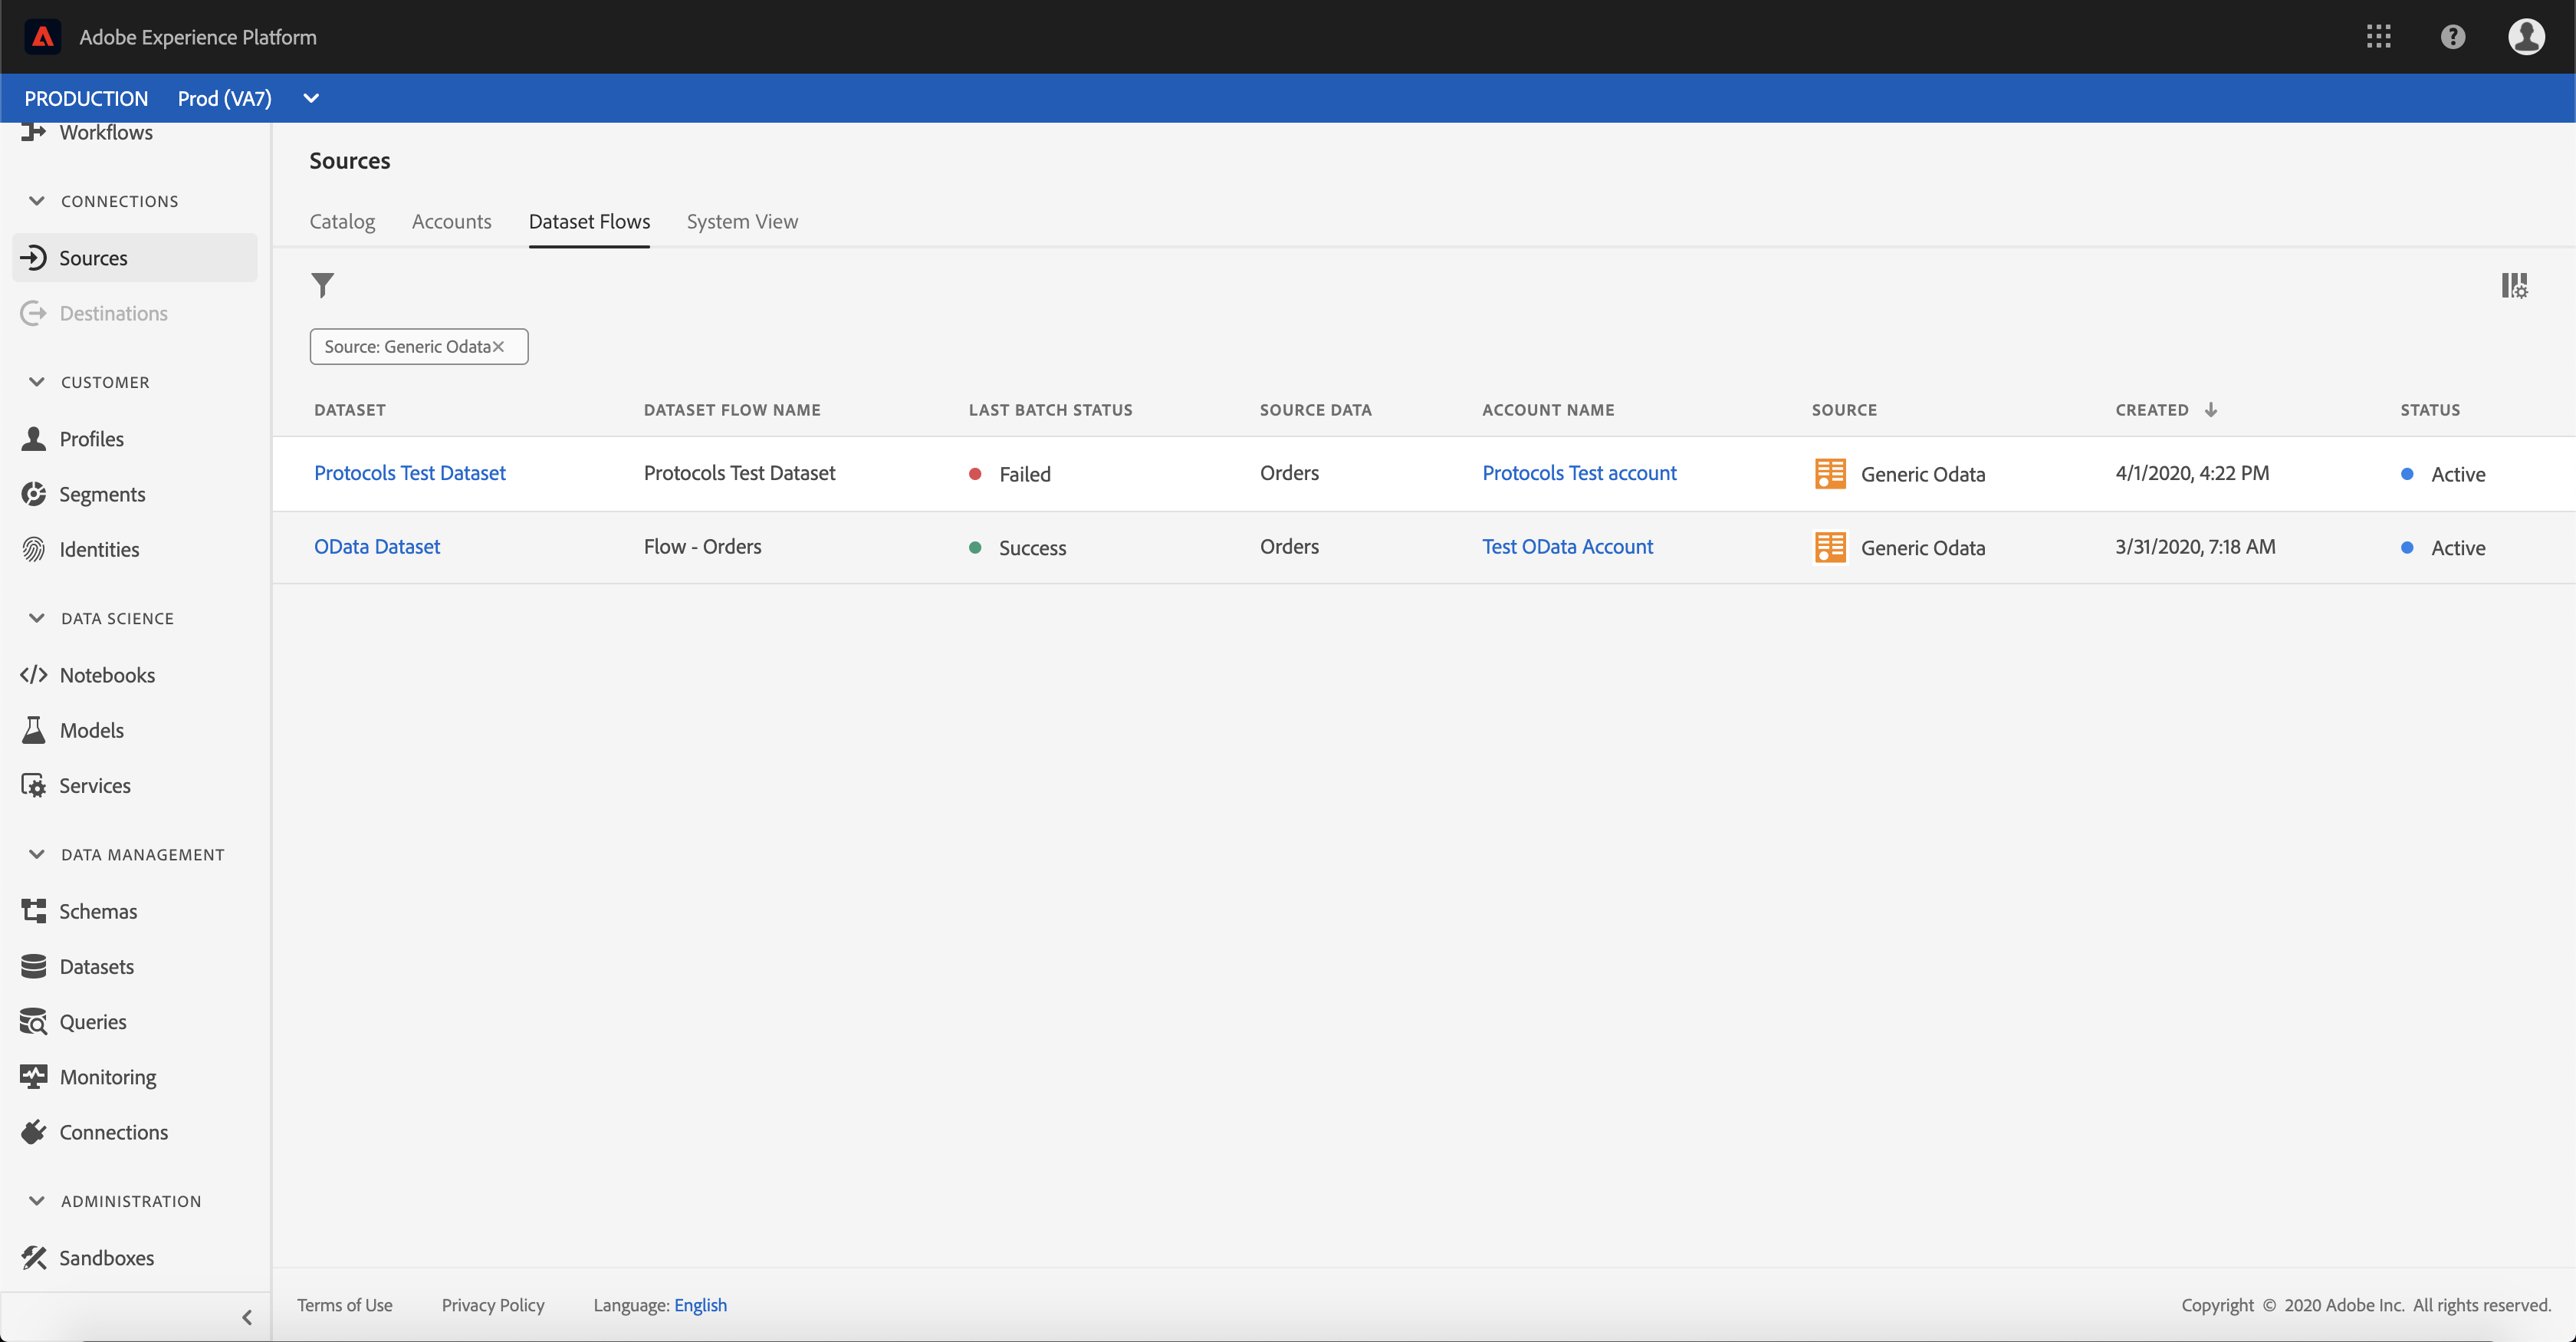 Adobe Experience Platform
PRODUCTION Prod (VA7)
Workflows
CONNECTIONS
Sources
Destinations
CUSTOMER
Profiles
Segments
Identities
DATA SCIENCE
Notebooks
Models
Services
DATA MANAGEMENT
Schemas
Datasets
Queries
Monitoring
Connections
ADMINISTRATION
Sandboxes
Sources
Catalog Accounts Dataset Flows System View
Source: Generic Odata
DATASET DATASET FLOW NAME LAST BATCH STATUS SOURCE DATA ACCOUNT NAME SOURCE CREATED STATUS
Protocols Test Dataset Protocols Test Dataset Failed Orders Protocols Test account Generic Odata 4/1/2020, 4:22 PM Active
OData Dataset Flow - Orders Success Orders Test OData Account Generic Odata 3/31/2020, 7:18 AM Active
Terms of Use Privacy Policy Language: English Copyright © 2020 Adobe Inc. All rights reserved.